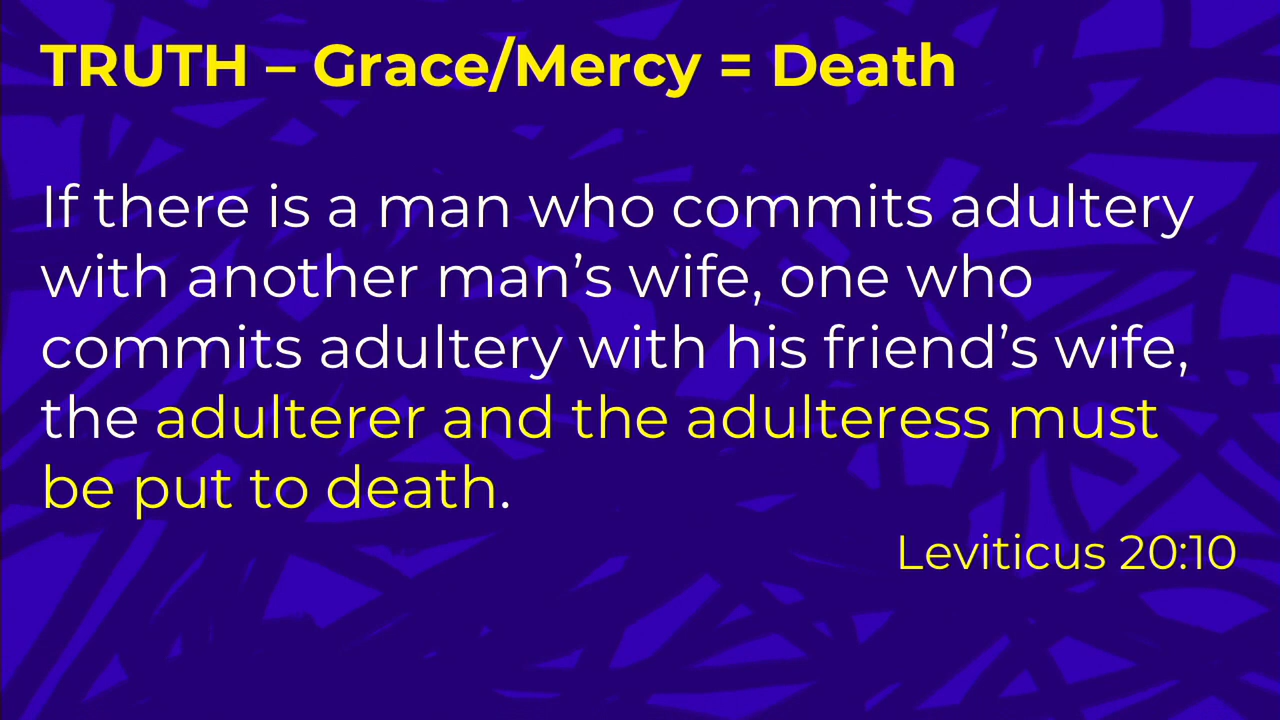 TRUTH – Grace/Mercy = Death
If there is a man who commits adultery
with another man’s wife, one who
commits adultery with his friend’s wife,
the adulterer and the adulteress must
be put to death.
Leviticus 20:10